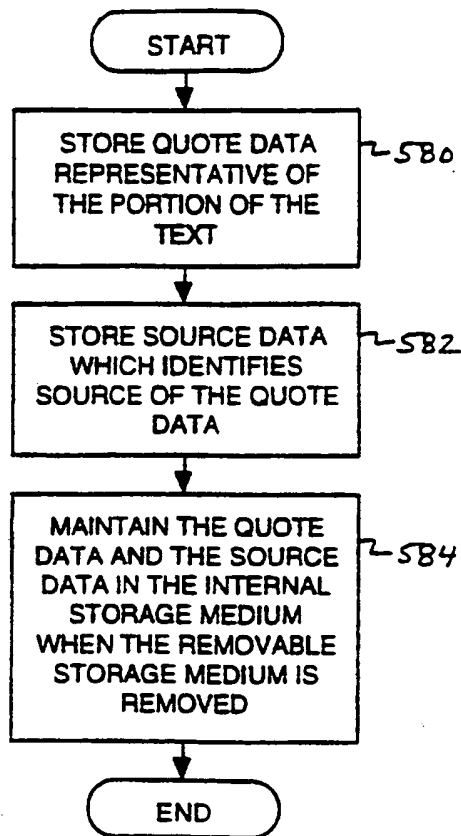 START
STORE QUOTE DATA
REPRESENTATIVE OF
THE PORTION OF THE
TEXT
580
STORE SOURCE DATA
WHICH IDENTIFIES
SOURCE OF THE QUOTE
DATA
582
MAINTAIN THE QUOTE
DATA AND THE SOURCE
DATA IN THE INTERNAL
STORAGE MEDIUM
WHEN THE REMOVABLE
STORAGE MEDIUM IS
REMOVED
584
END